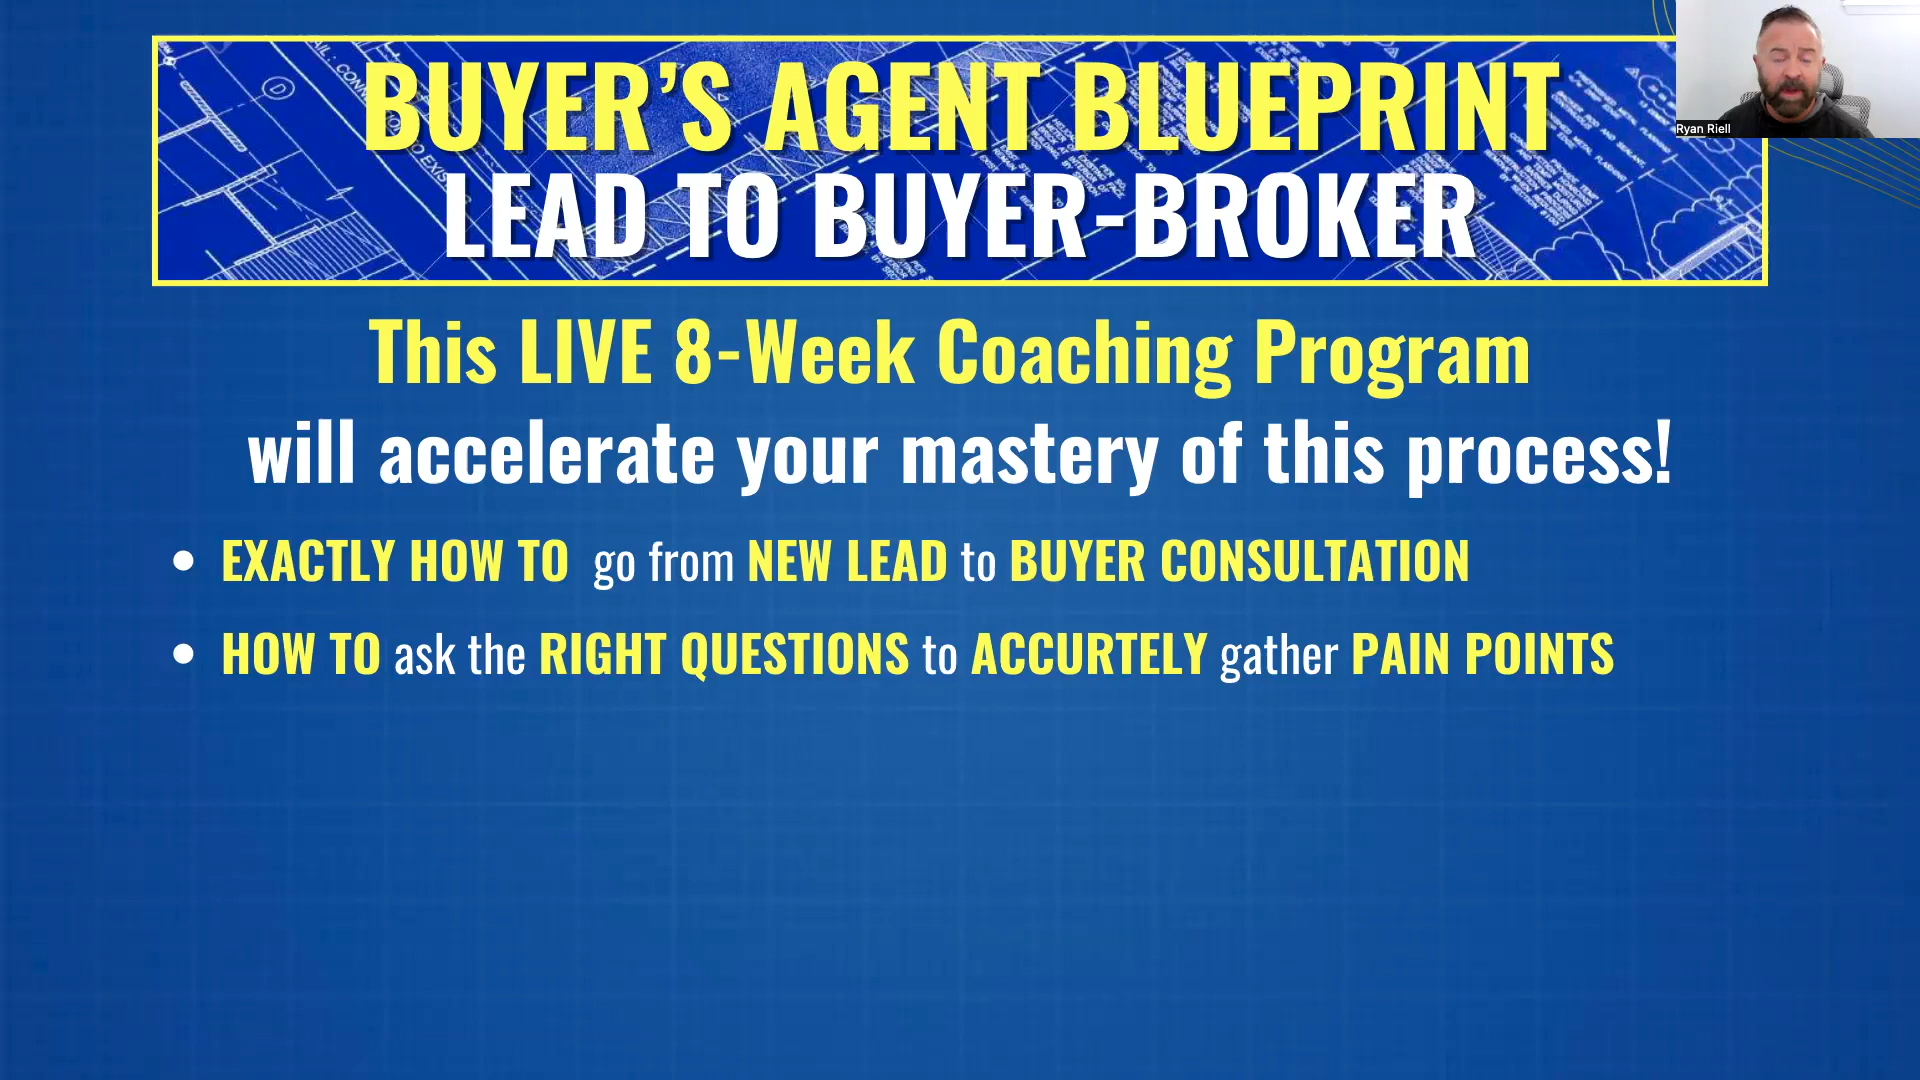 BUYER’S AGENT BLUEPRINT
LEAD TO BUYER-BROKER
Ryan Riell
This LIVE 8-Week Coaching Program
will accelerate your mastery of this process!
• EXACTLY HOW TO go from NEW LEAD to BUYER CONSULTATION
• HOW TO ask the RIGHT QUESTIONS to ACCURTELY gather PAIN POINTS